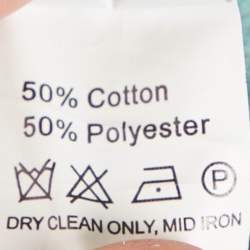 50% Cotton
50% Polyester
P
DRY CLEAN ONLY, MID IRON